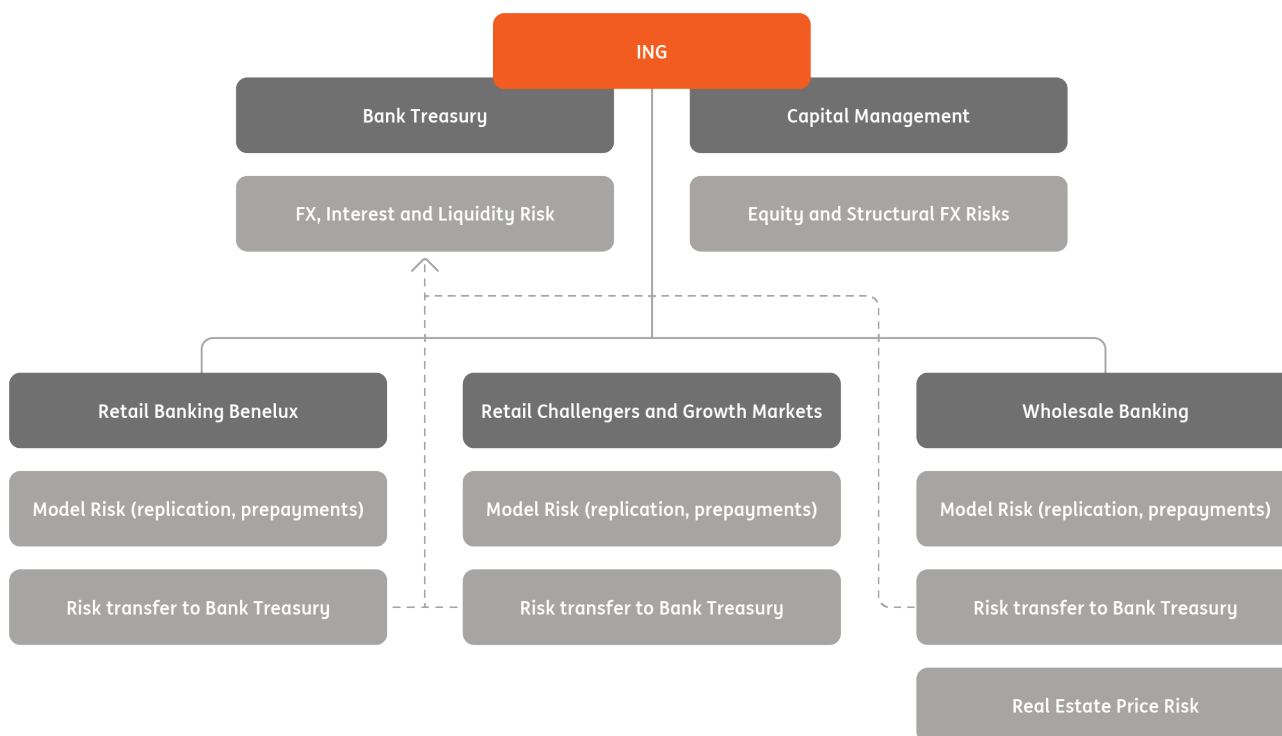 ING
Bank Treasury
Capital Management
FX, Interest and Liquidity Risk
Equity and Structural FX Risks
Retail Banking Benelux
Retail Challengers and Growth Markets
Wholesale Banking
Model Risk (replication, prepayments)
Model Risk (replication, prepayments)
Model Risk (replication, prepayments)
Risk transfer to Bank Treasury
Risk transfer to Bank Treasury
Risk transfer to Bank Treasury
Real Estate Price Risk